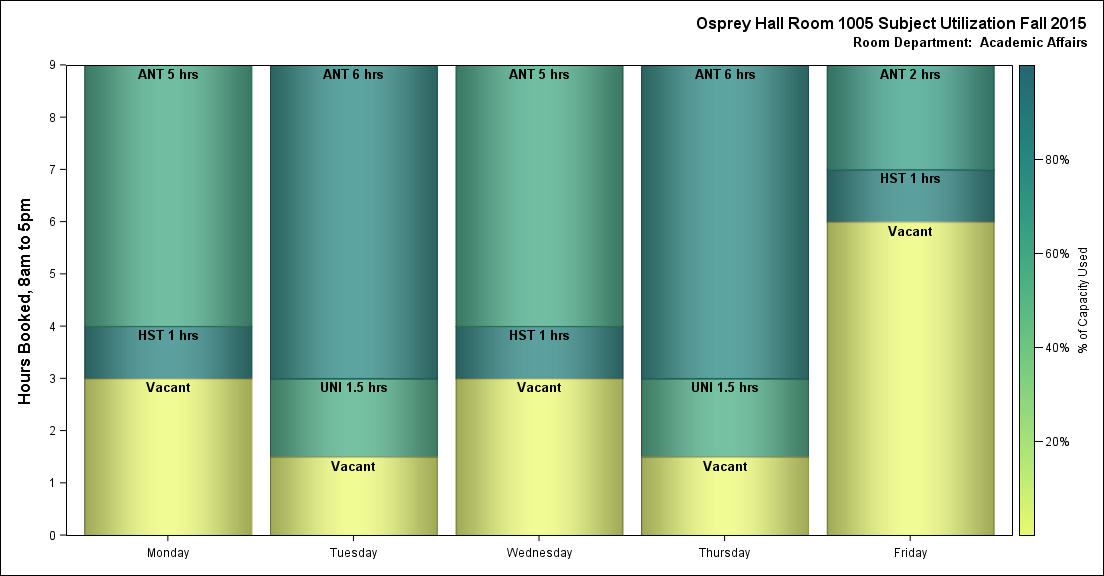 Osprey Hall Room 1005 Subject Utilization Fall 2015
Room Department:  Academic Affairs
Hours Booked, 8am to 5pm
9
8
7
6
5
4
3
2
1
0
ANT 5 hrs
HST 1 hrs
Vacant
ANT 6 hrs
UNI 1.5 hrs
Vacant
ANT 5 hrs
HST 1 hrs
Vacant
ANT 6 hrs
UNI 1.5 hrs
Vacant
ANT 2 hrs
HST 1 hrs
Vacant
Monday
Tuesday
Wednesday
Thursday
Friday
80%
60%
40%
20%
% of Capacity Used